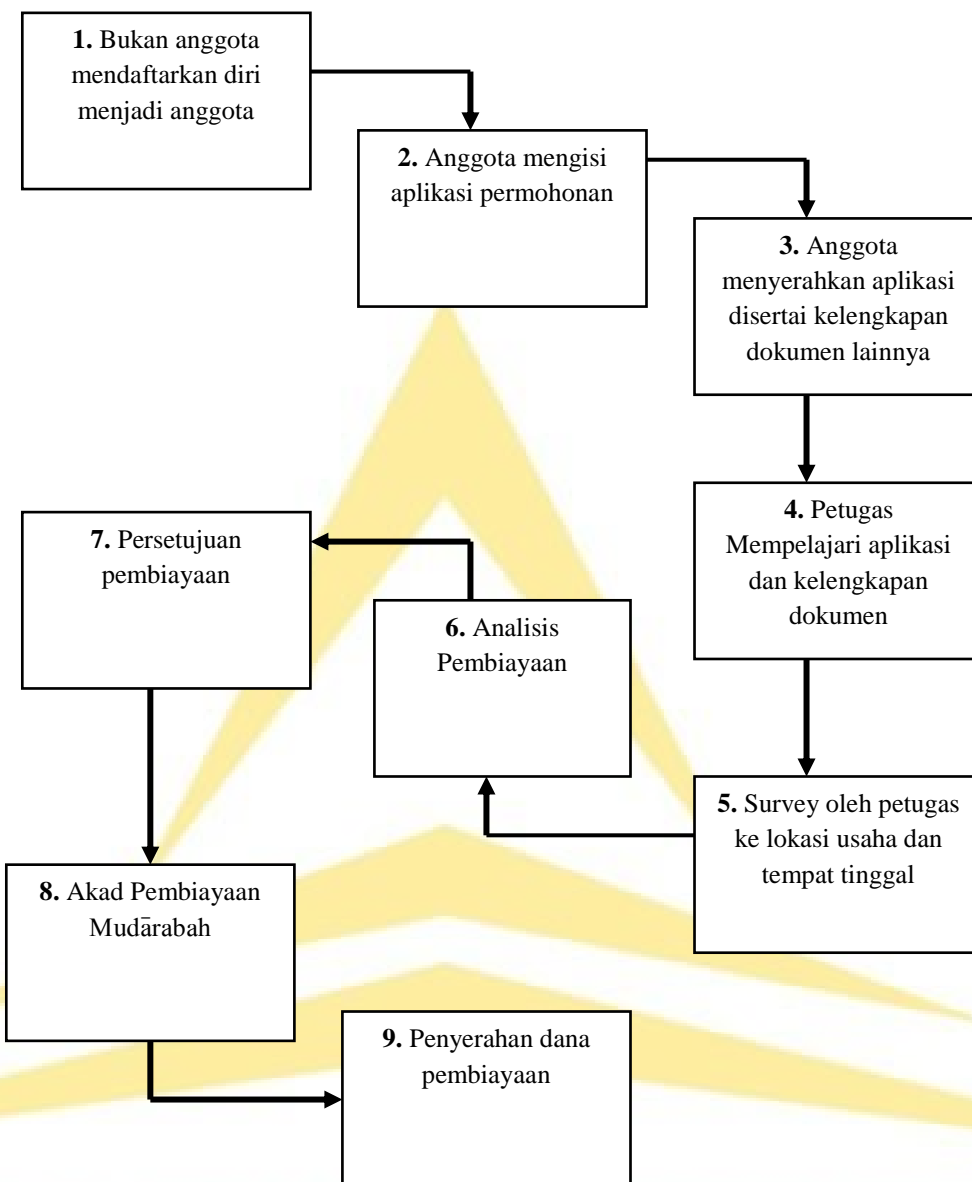 1. Bukan anggota
mendaftarkan diri
menjadi anggota
2. Anggota mengisi
aplikasi permohonan
3. Anggota
menyerahkan aplikasi
disertai kelengkapan
dokumen lainnya
4. Petugas
Mempelajari aplikasi
dan kelengkapan
dokumen
5. Survey oleh petugas
ke lokasi usaha dan
tempat tinggal
6. Analisis
Pembiayaan
7. Persetujuan
pembiayaan
8. Akad Pembiayaan
Mudārabah
9. Penyerahan dana
pembiayaan